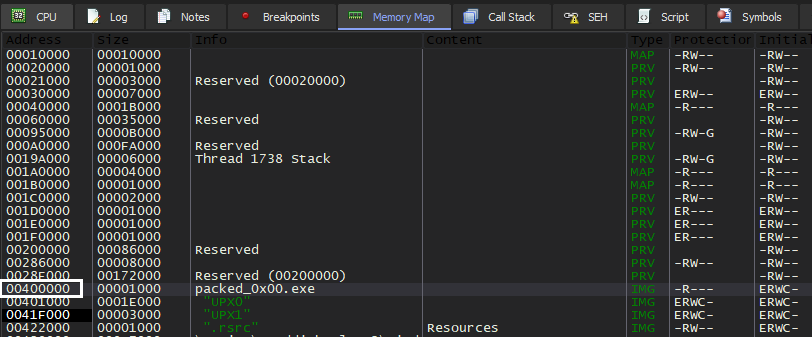 CPU Log Notes Breakpoints Memory Map Call Stack SEH Script Symbols
Address Size Info Content Type Protection Initial
00010000 00010000 MAP -RW-- -RW--
00020000 00001000 PRV -RW-- -RW--
00021000 00003000 Reserved (00020000) PRV -RW--
00030000 00007000 PRV ERW-- ERW--
00040000 0001B000 MAP -R--- -R---
00060000 00035000 Reserved PRV -RW--
00095000 0000B000 PRV -RW-G -RW--
000A0000 000FA000 Reserved PRV -RW--
0019A000 00006000 Thread 1738 Stack PRV -RW-G -RW--
001A0000 00004000 MAP -R--- -R---
001B0000 00001000 MAP -R--- -R---
001C0000 00002000 PRV -RW-- -RW--
001D0000 00001000 PRV ER--- ERW--
001E0000 00001000 PRV ER--- ERW--
001F0000 00001000 PRV ER--- ERW--
00200000 00086000 Reserved PRV -RW--
00286000 00008000 PRV -RW-- -RW--
0028E000 00172000 Reserved (00200000) PRV -RW--
00400000 00001000 packed_0x00.exe IMG -R--- ERWC-
00401000 0001E000 "UPX0" IMG ERWC- ERWC-
0041F000 00003000 "UPX1" IMG ERWC- ERWC-
00422000 00001000 ".rsrc" Resources IMG -RWC- ERWC-